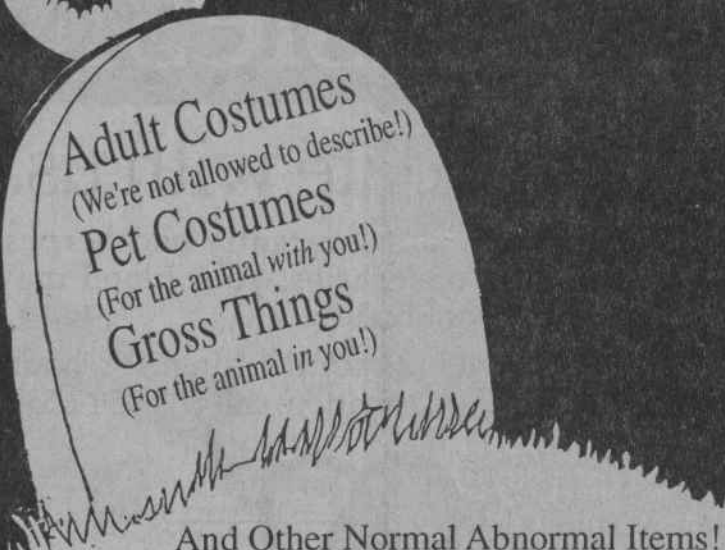 Adult Costumes
(We're not allowed to describe!)
Pet Costumes
(For the animal with you!)
Gross Things
(For the animal in you!)
And Other Normal Abnormal Items!